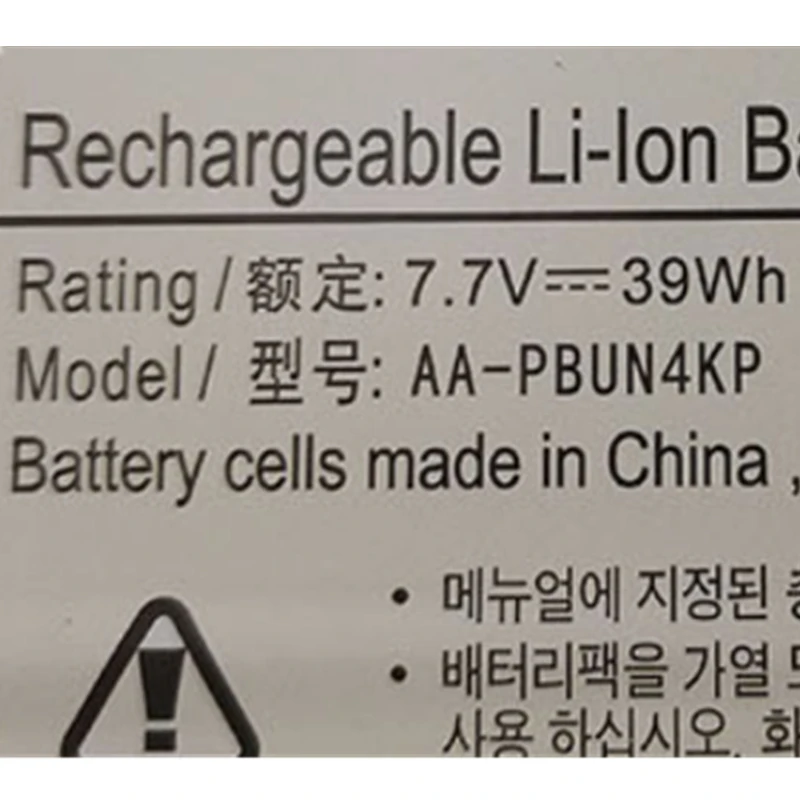 Rechargeable Li-Ion
Rating / 额定: 7.7V⎓39Wh
Model / 型号: AA-PBUN4KP
Battery cells made in China ,
• 메뉴얼에 지정된
• 배터리팩을 가열
사용 하십시오,